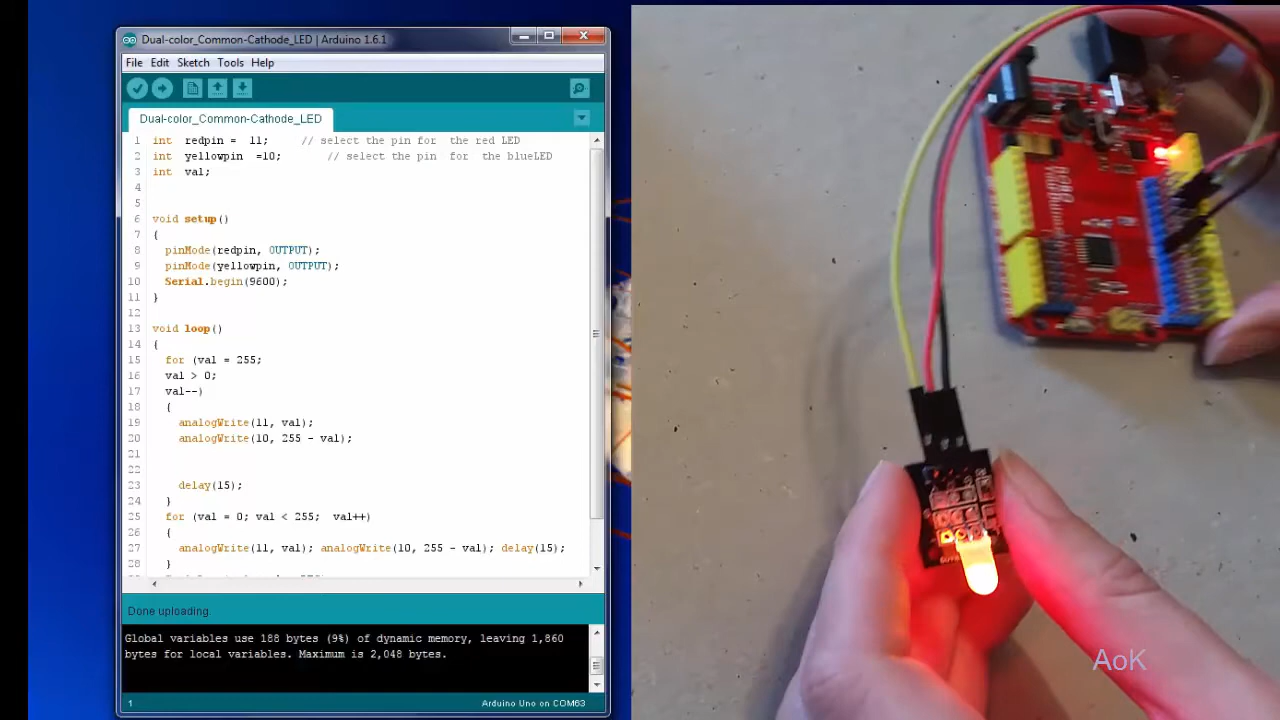 Dual-color_Common-Cathode_LED | Arduino 1.6.1
File Edit Sketch Tools Help
Dual-color_Common-Cathode_LED
1 int redpin = 11; // select the pin for the red LED
2 int yellowpin =10; // select the pin for the blueLED
3 int val;
4
5
6 void setup()
7 {
8 pinMode(redpin, OUTPUT);
9 pinMode(yellowpin, OUTPUT);
10 Serial.begin(9600);
11 }
12
13 void loop()
14 {
15 for (val = 255;
16 val > 0;
17 val--)
18 {
19 analogWrite(11, val);
20 analogWrite(10, 255 - val);
21
22
23 delay(15);
24 }
25 for (val = 0; val < 255; val++)
26 {
27 analogWrite(11, val); analogWrite(10, 255 - val); delay(15);
28 }
Done uploading.
Global variables use 188 bytes (9%) of dynamic memory, leaving 1,860
bytes for local variables. Maximum is 2,048 bytes.
1 Arduino Uno on COM63
AoK